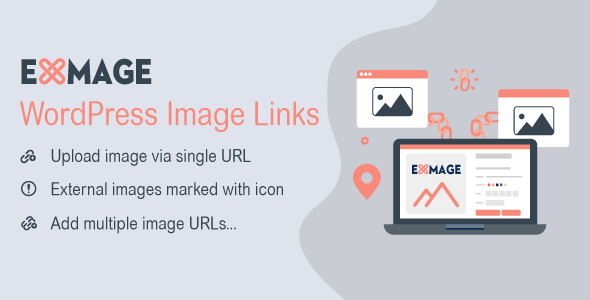 EXMAGE
WordPress Image Links
Upload image via single URL
External images marked with icon
Add multiple image URLs...
EXMAGE